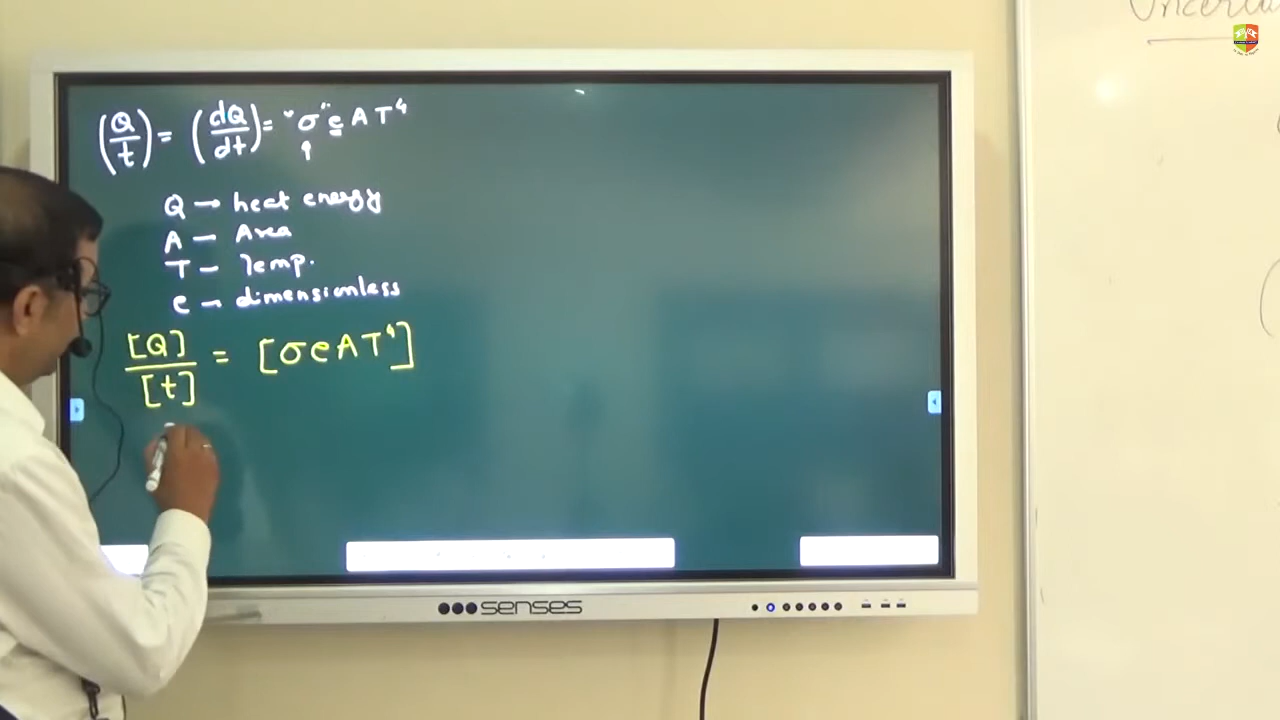 (Q/t) = (dQ/dt) = "σ" e A T⁴
↑
Q → heat energy
A – Area
T – Temp.
e → dimensionless
[Q]/[t] = [σ e A T⁴]
senses